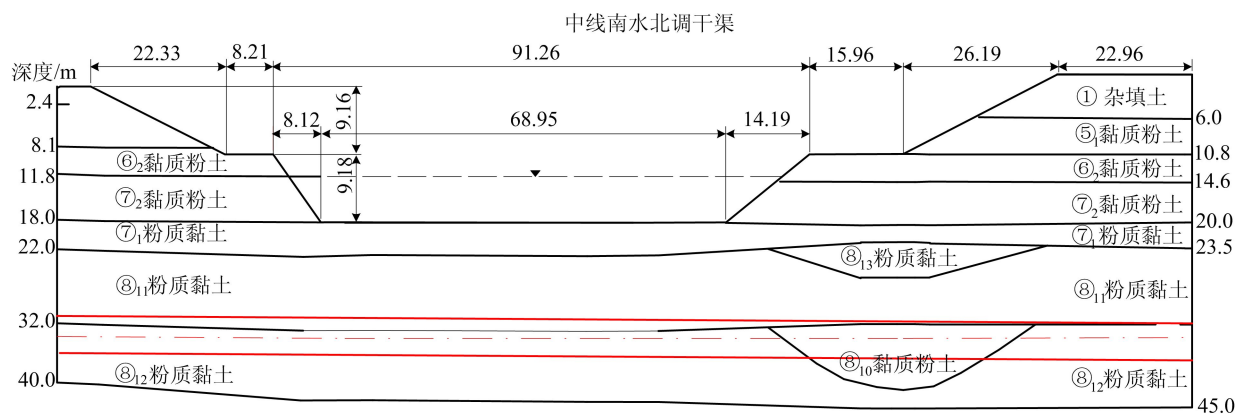 中线南水北调干渠
22.33 8.21 91.26 15.96 26.19 22.96
深度/m
2.4
9.16
① 杂填土
8.12 68.95 14.19
6.0
⑤₁黏质粉土
8.1
10.8
⑥₂黏质粉土
9.18
⑥₂黏质粉土
11.8
14.6
⑦₂黏质粉土
⑦₂黏质粉土
18.0
20.0
⑦₁粉质黏土
⑦₁粉质黏土
22.0
23.5
⑧₁₃粉质黏土
⑧₁₁粉质黏土
⑧₁₁粉质黏土
32.0
⑧₁₀黏质粉土
40.0
⑧₁₂粉质黏土
⑧₁₂粉质黏土
45.0